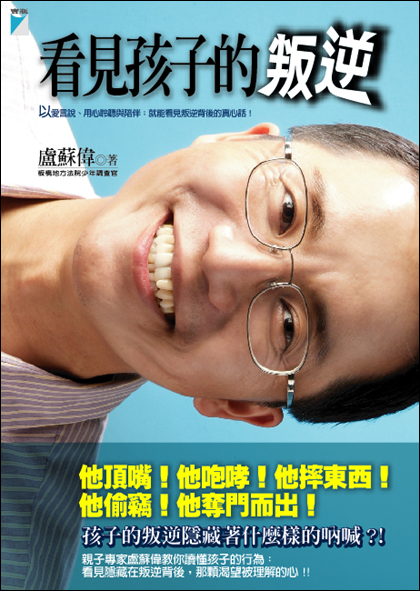 寶瓶
看見孩子的叛逆
以愛言說、用心聆聽與陪伴；就能看見叛逆背後的真心話！
盧蘇偉◎著
板橋地方法院少年調查官
他頂嘴！他咆哮！他摔東西！
他偷竊！他奪門而出！
孩子的叛逆隱藏著什麼樣的吶喊?!
親子專家盧蘇偉教你讀懂孩子的行為；
看見隱藏在叛逆背後，那顆渴望被理解的心!!